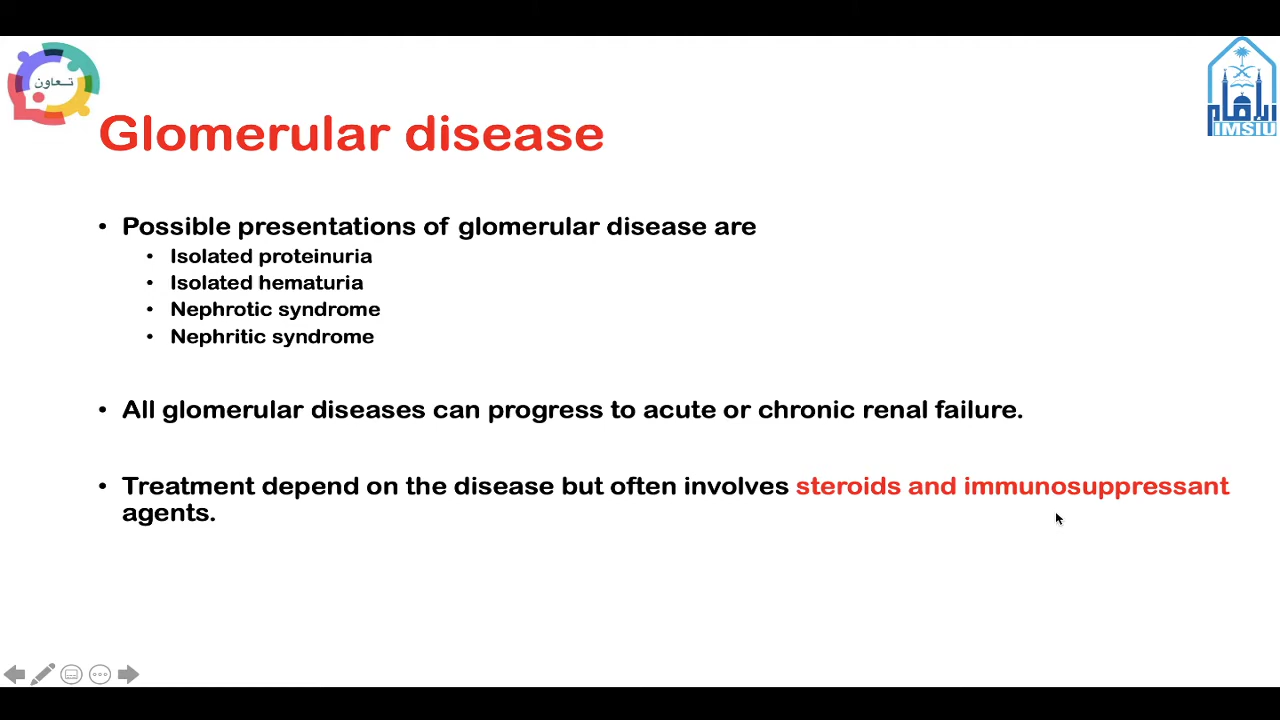 تعاون
الإمام
IMSIU
Glomerular disease
• Possible presentations of glomerular disease are
• Isolated proteinuria
• Isolated hematuria
• Nephrotic syndrome
• Nephritic syndrome
• All glomerular diseases can progress to acute or chronic renal failure.
• Treatment depend on the disease but often involves steroids and immunosuppressant
agents.